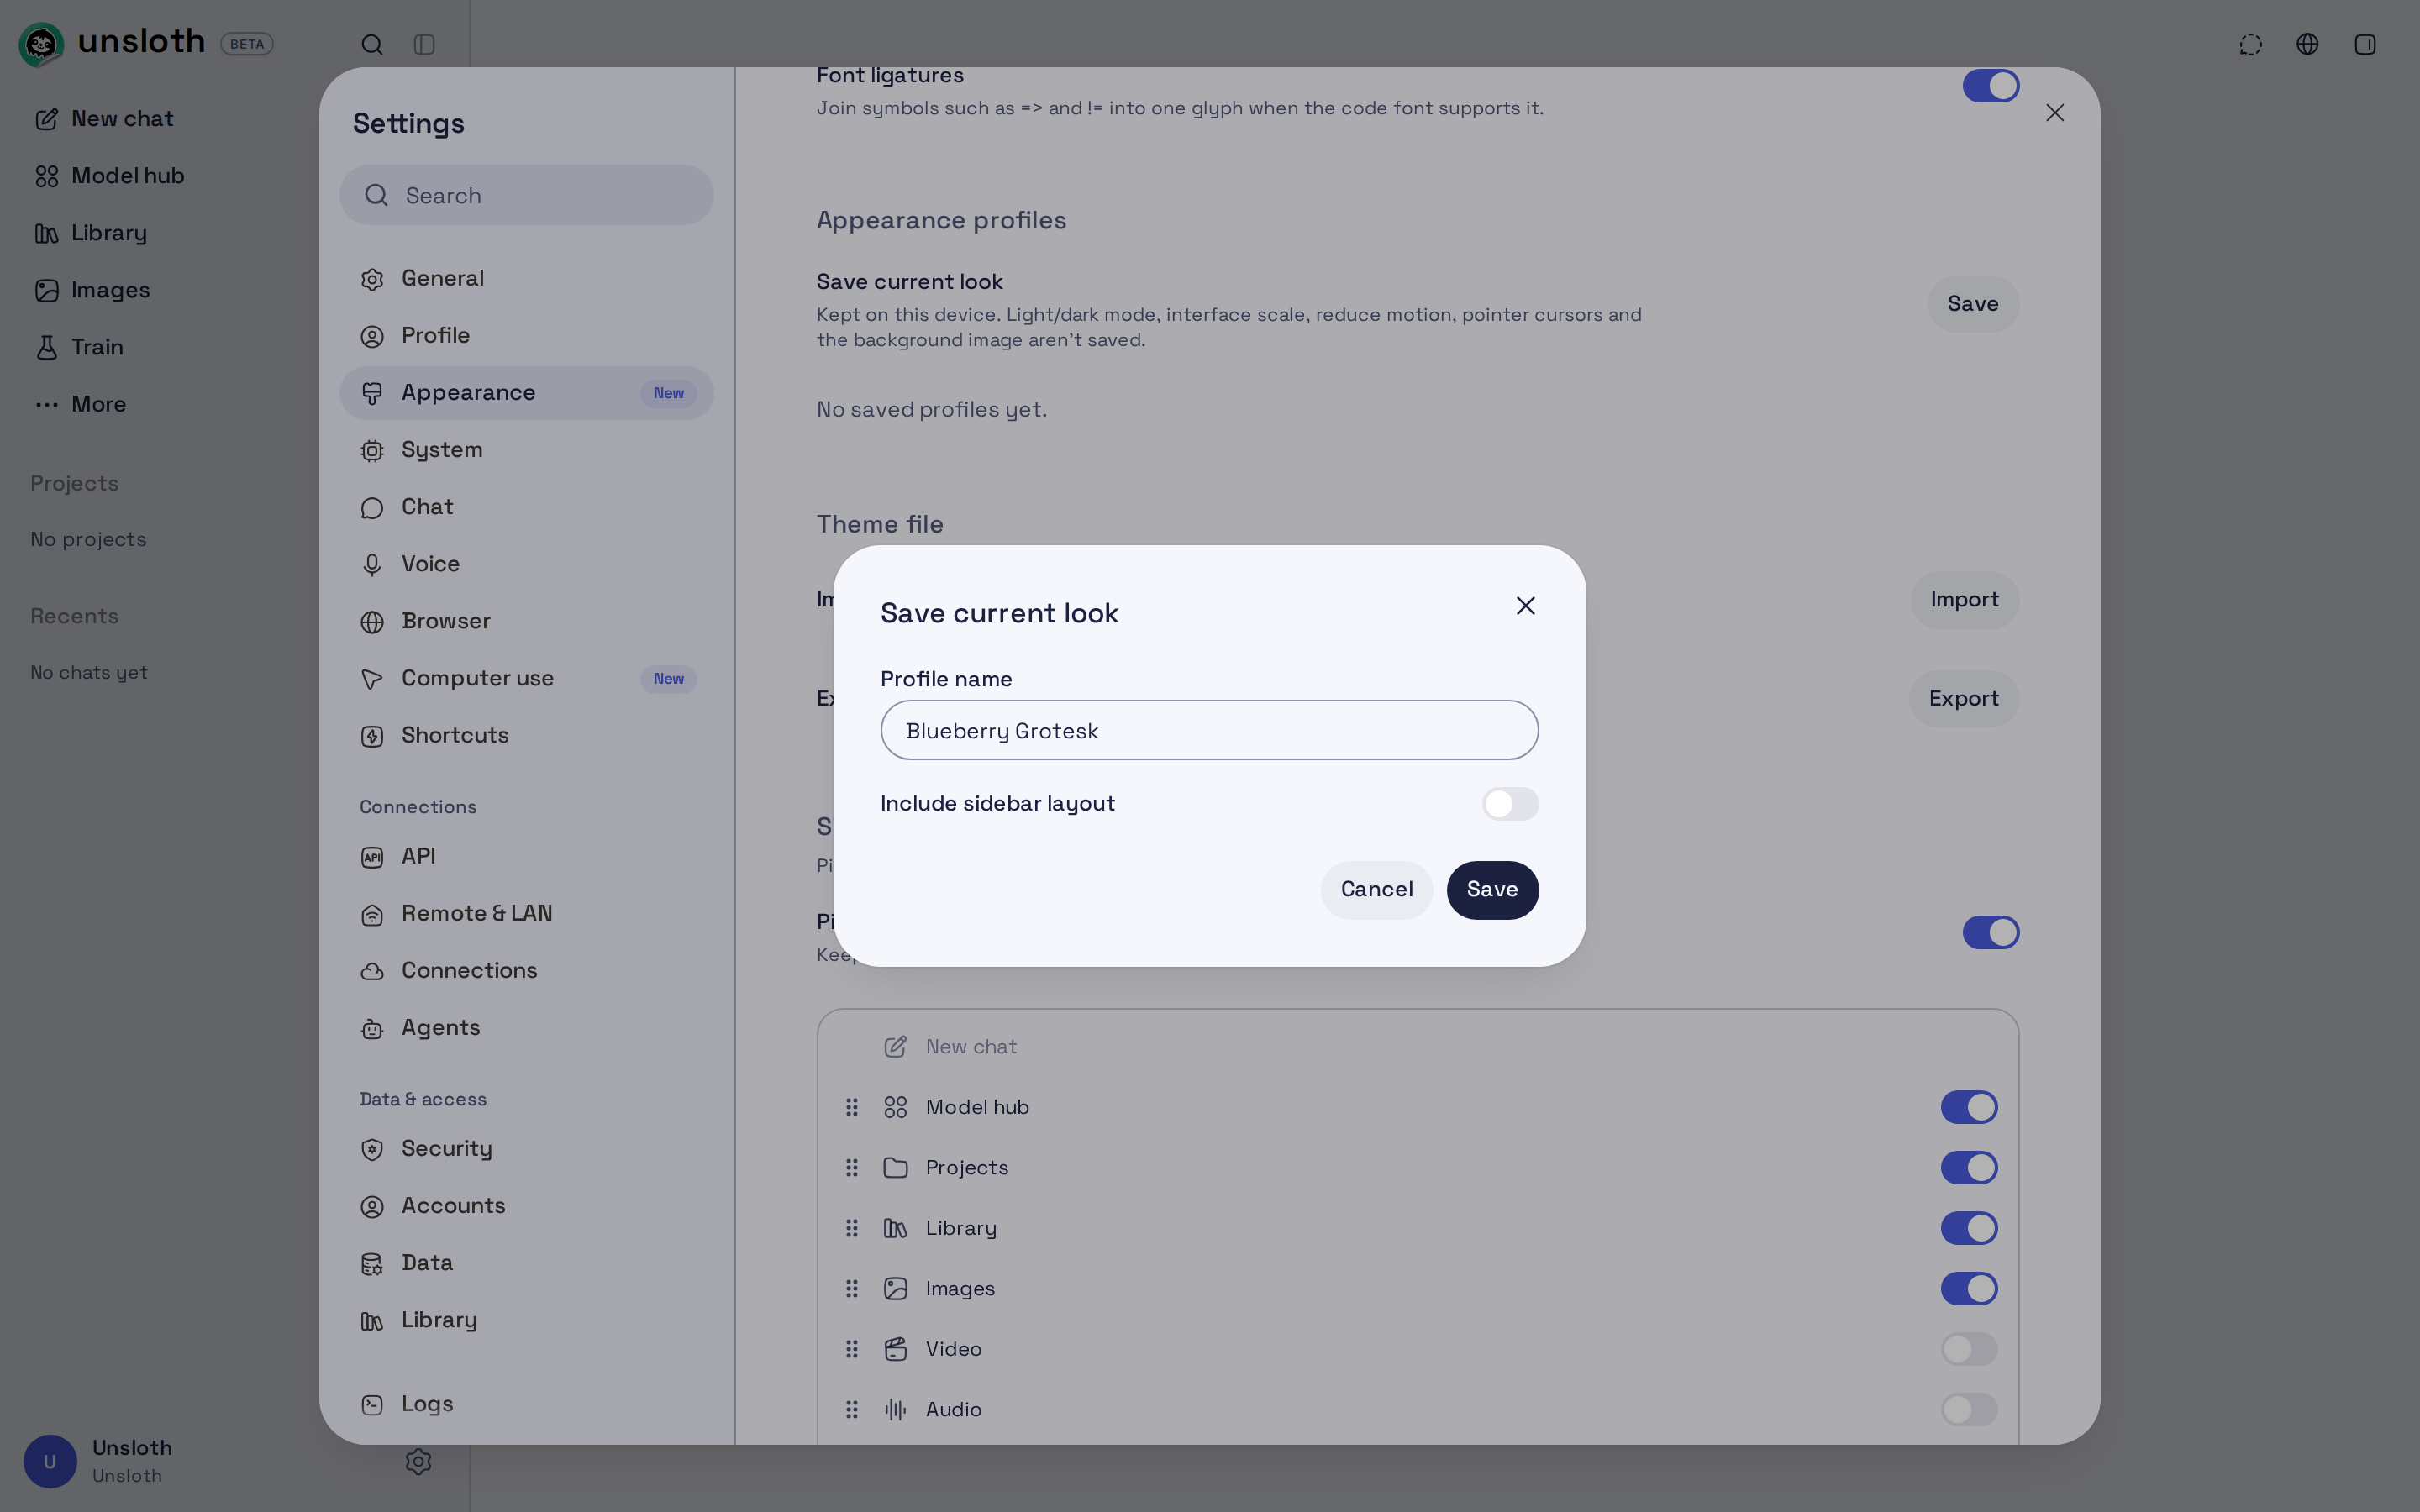 unsloth BETA
New chat
Model hub
Library
Images
Train
More
Projects
No projects
Recents
No chats yet
U
Unsloth
Unsloth
Settings
Search
General
Profile
Appearance New
System
Chat
Voice
Browser
Computer use New
Shortcuts
Connections
API
Remote & LAN
Connections
Agents
Data & access
Security
Accounts
Data
Library
Logs
Font ligatures
Join symbols such as => and != into one glyph when the code font supports it.
Appearance profiles
Save current look
Kept on this device. Light/dark mode, interface scale, reduce motion, pointer cursors and
the background image aren’t saved.
Save
No saved profiles yet.
Theme file
Import
Export
Save current look
Profile name
Blueberry Grotesk
Include sidebar layout
Cancel
Save
New chat
Model hub
Projects
Library
Images
Video
Audio